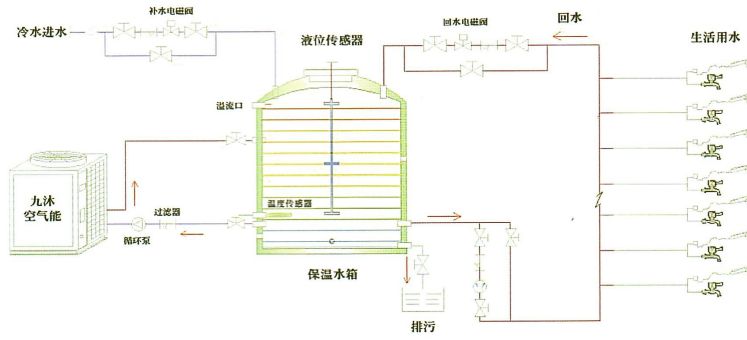 补水电磁阀
冷水进水
液位传感器
回水电磁阀
回水
生活用水
溢流口
九沐
空气能
温度传感器
过滤器
循环泵
保温水箱
排污